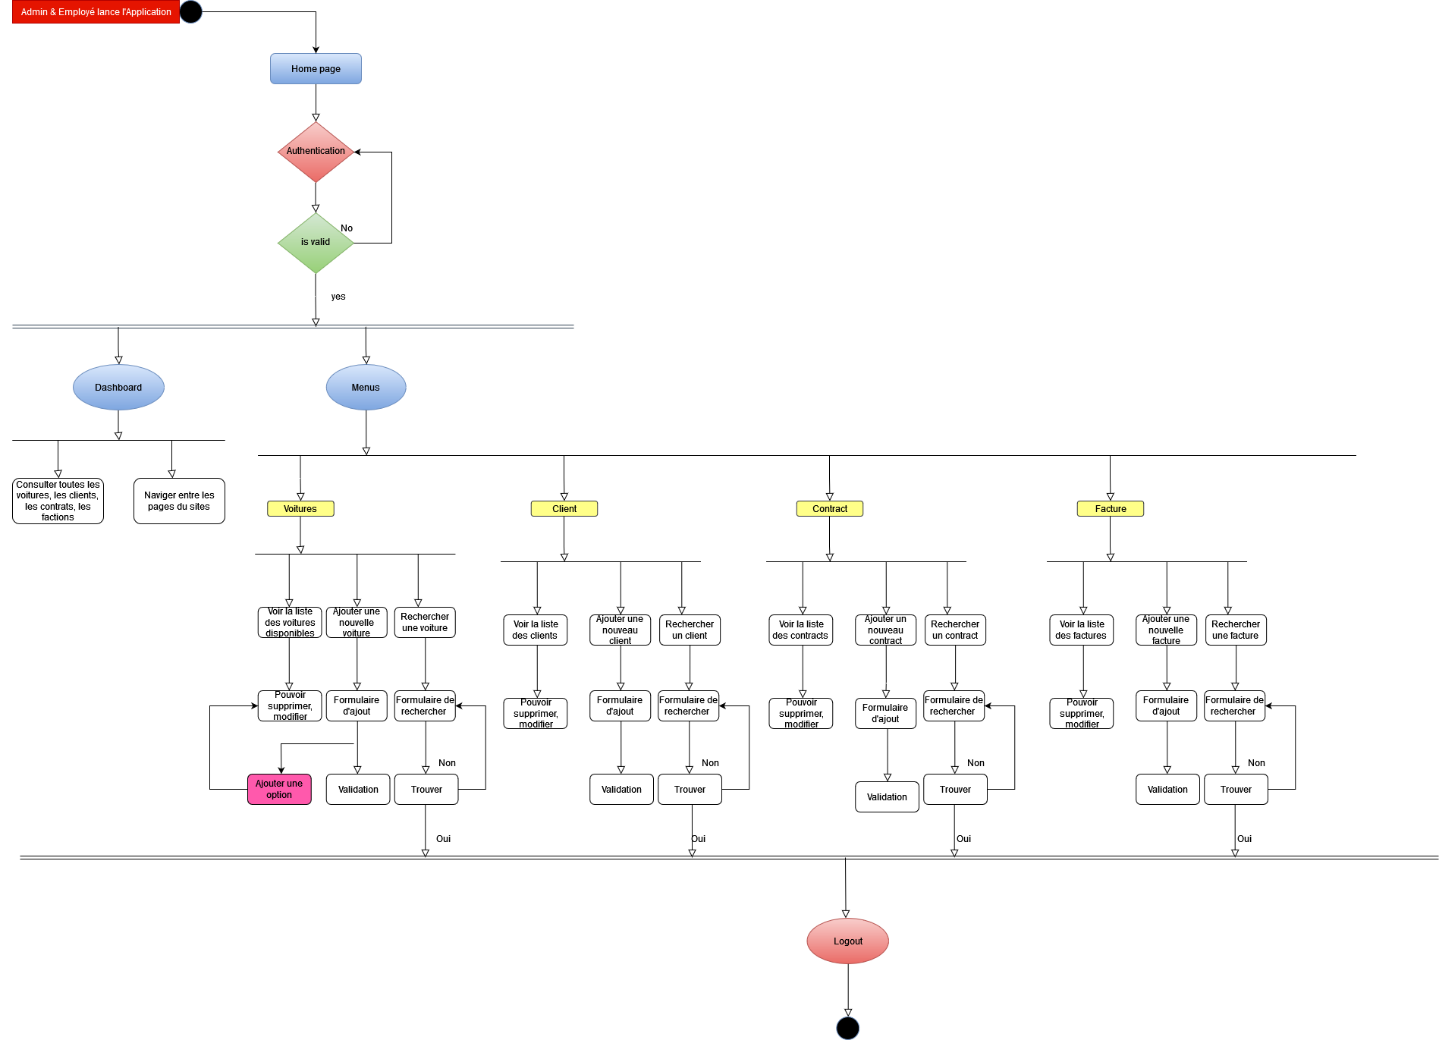 Admin & Employé lance l'Application
Home page
Authentication
No
is valid
yes
Dashboard
Menus
Consulter toutes les
voitures, les clients,
les contrats, les
factions
Naviger entre les
pages du sites
Voitures
Client
Contract
Facture
Voir la liste
des voitures
disponibles
Ajouter une
nouvelle
voiture
Rechercher
une voiture
Voir la liste
des clients
Ajouter une
nouveau
client
Rechercher
un client
Voir la liste
des contracts
Ajouter un
nouveau
contract
Rechercher
un contract
Voir la liste
des factures
Ajouter une
nouvelle
facture
Rechercher
une facture
Pouvoir
supprimer,
modifier
Formulaire
d'ajout
Formulaire de
rechercher
Pouvoir
supprimer,
modifier
Formulaire
d'ajout
Formulaire de
rechercher
Pouvoir
supprimer,
modifier
Formulaire
d'ajout
Formulaire de
rechercher
Pouvoir
supprimer,
modifier
Formulaire
d'ajout
Formulaire de
rechercher
Non
Non
Non
Non
Ajouter une
option
Validation
Trouver
Validation
Trouver
Validation
Trouver
Validation
Trouver
Oui
Oui
Oui
Oui
Logout